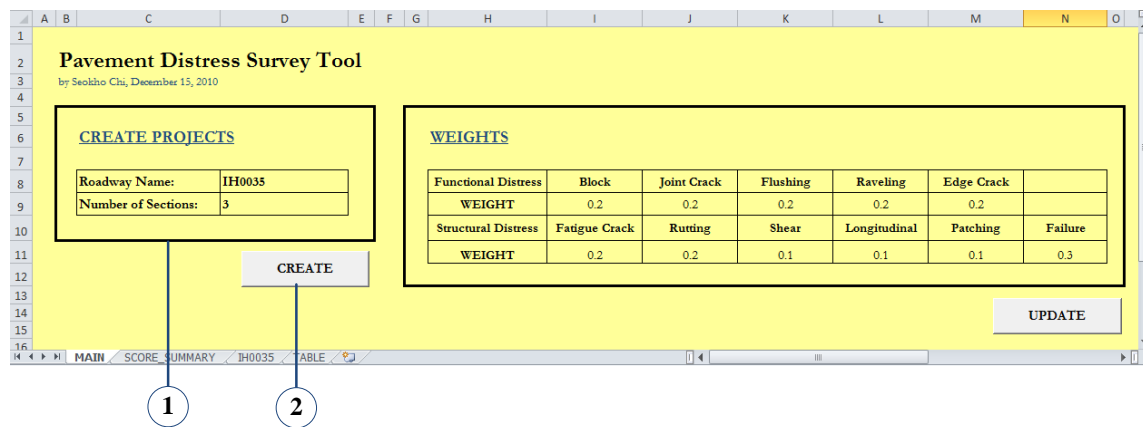 A B C D E F G H I J K L M N O
1
2 Pavement Distress Survey Tool
3 by Seokho Chi, December 15, 2010
4
5
6 CREATE PROJECTS WEIGHTS
7
8 Roadway Name: IH0035 Functional Distress Block Joint Crack Flushing Raveling Edge Crack
9 Number of Sections: 3 WEIGHT 0.2 0.2 0.2 0.2 0.2
10 Structural Distress Fatigue Crack Rutting Shear Longitudinal Patching Failure
11 WEIGHT 0.2 0.2 0.1 0.1 0.1 0.3
CREATE
12
13
14 UPDATE
15
16
MAIN SCORE_SUMMARY IH0035 TABLE
1 2